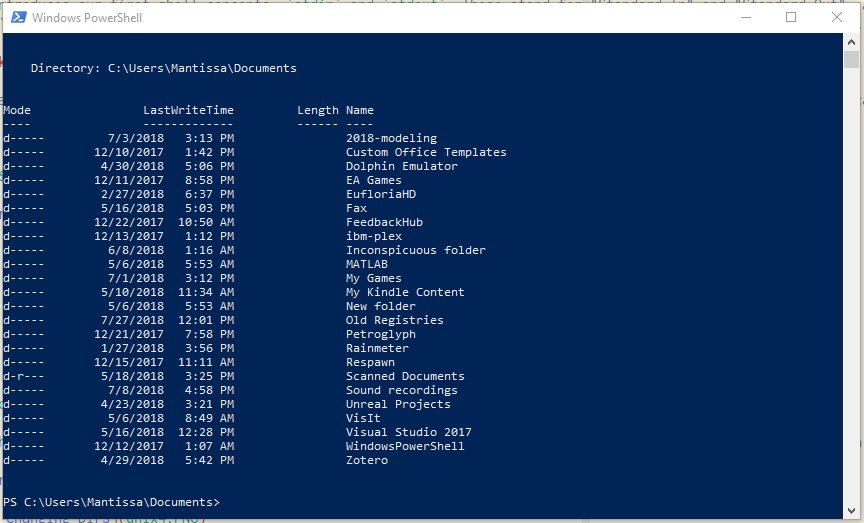 Windows PowerShell
Directory: C:\Users\Mantissa\Documents
Mode LastWriteTime Length Name
---- ------------- ------ ----
d----- 7/3/2018 3:13 PM 2018-modeling
d----- 12/10/2017 1:42 PM Custom Office Templates
d----- 4/30/2018 5:06 PM Dolphin Emulator
d----- 12/11/2017 8:58 PM EA Games
d----- 2/27/2018 6:37 PM EufloriaHD
d----- 5/16/2018 5:03 PM Fax
d----- 12/22/2017 10:50 AM FeedbackHub
d----- 12/13/2017 1:12 PM ibm-plex
d----- 6/8/2018 1:16 AM Inconspicuous folder
d----- 5/6/2018 5:53 AM MATLAB
d----- 7/1/2018 3:12 PM My Games
d----- 5/10/2018 11:34 AM My Kindle Content
d----- 5/6/2018 5:53 AM New folder
d----- 7/27/2018 12:01 PM Old Registries
d----- 12/21/2017 7:58 PM Petroglyph
d----- 1/27/2018 3:56 PM Rainmeter
d----- 12/15/2017 11:11 AM Respawn
d-r--- 5/18/2018 3:25 PM Scanned Documents
d----- 7/8/2018 4:58 PM Sound recordings
d----- 4/23/2018 3:21 PM Unreal Projects
d----- 5/6/2018 8:49 AM VisIt
d----- 5/16/2018 12:28 PM Visual Studio 2017
d----- 12/12/2017 1:07 AM WindowsPowerShell
d----- 4/29/2018 5:42 PM Zotero
PS C:\Users\Mantissa\Documents>